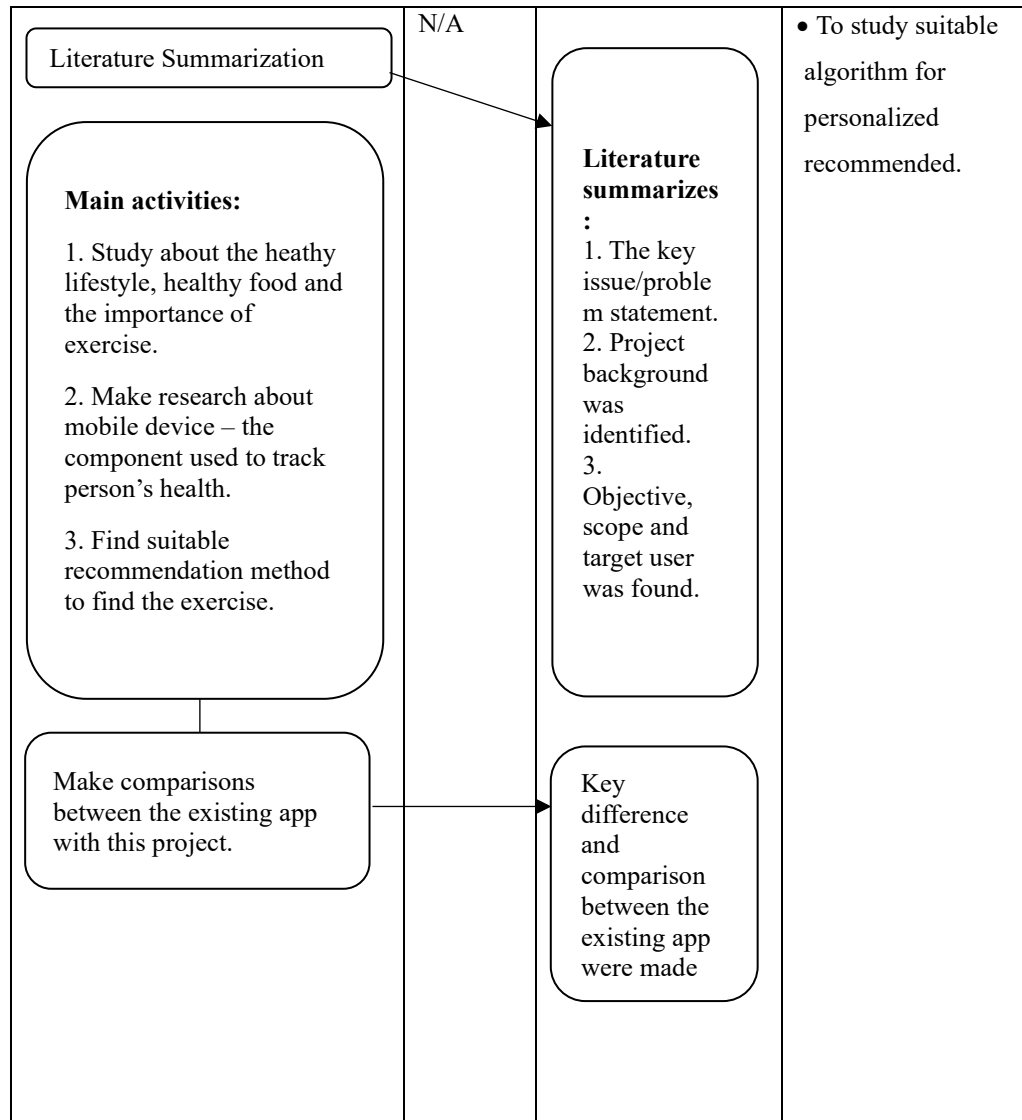 Literature Summarization
Main activities:
1. Study about the heathy
lifestyle, healthy food and
the importance of
exercise.
2. Make research about
mobile device – the
component used to track
person’s health.
3. Find suitable
recommendation method
to find the exercise.
Make comparisons
between the existing app
with this project.
N/A
Literature
summarizes
:
1. The key
issue/proble
m statement.
2. Project
background
was
identified.
3.
Objective,
scope and
target user
was found.
Key
difference
and
comparison
between the
existing app
were made
• To study suitable
algorithm for
personalized
recommended.